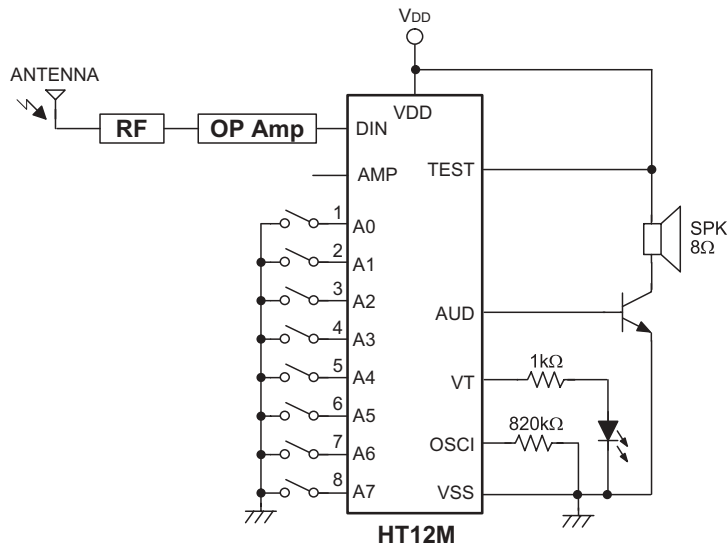 VDD
ANTENNA
RF
OP Amp
DIN
VDD
AMP
TEST
1
A0
2
A1
3
A2
4
A3
5
A4
6
A5
7
A6
8
A7
SPK
8Ω
AUD
VT
1kΩ
OSCI
820kΩ
VSS
HT12M